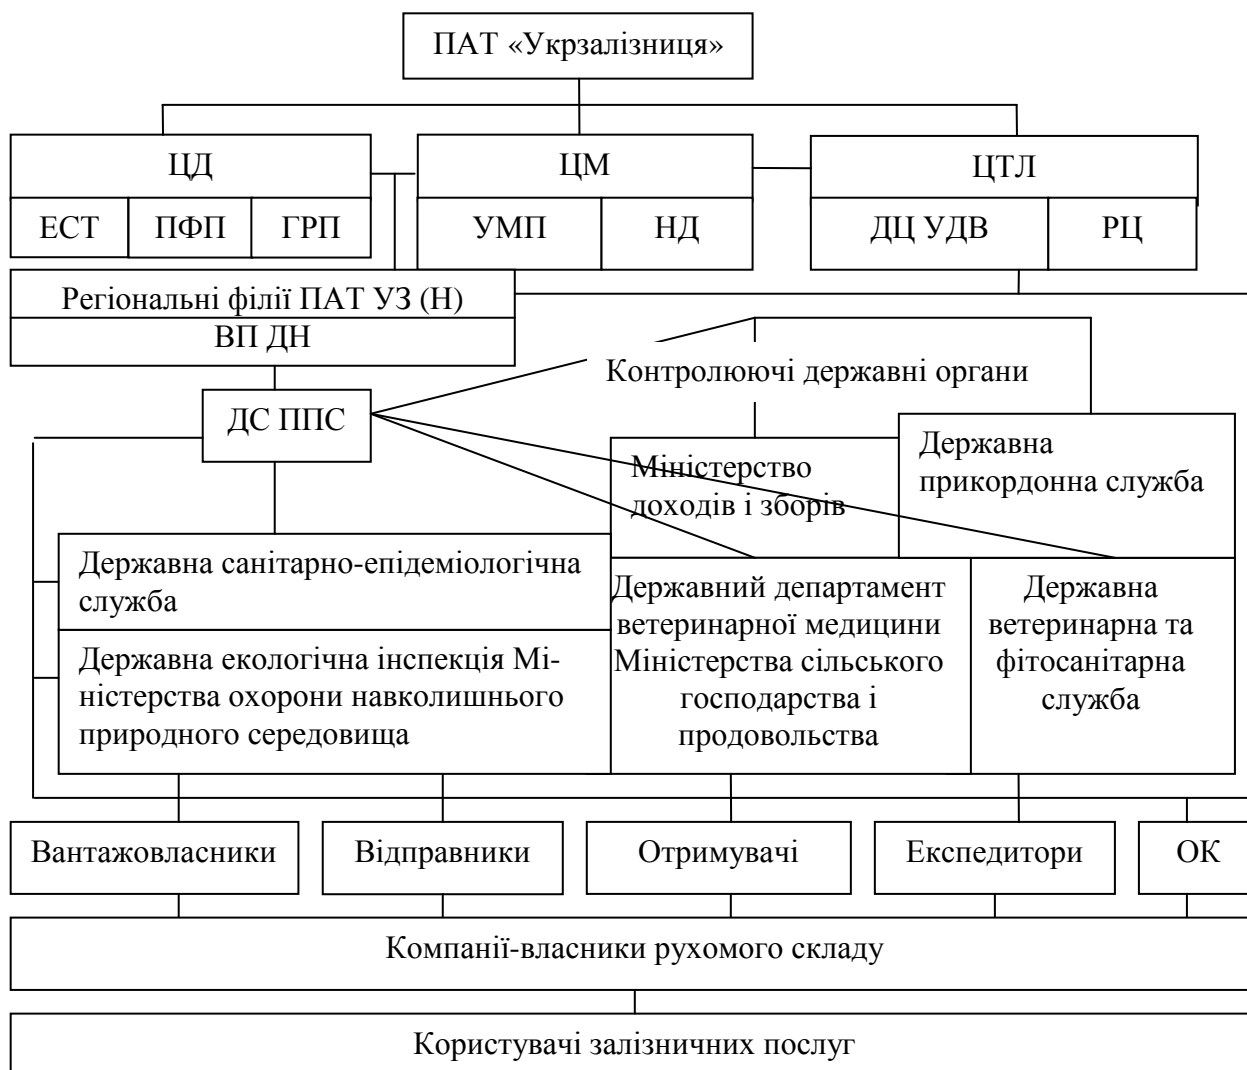 ПАТ «Укрзалізниця»
ЦД
ЦМ
ЦТЛ
ЕСТ
ПФП
ГРП
УМП
НД
ДЦ УДВ
РЦ
Регіональні філії ПАТ УЗ (Н)
ВП ДН
Контролюючі державні органи
ДС ППС
Міністерство
доходів і зборів
Державна
прикордонна служба
Державна санітарно-епідеміологічна
служба
Державна екологічна інспекція Мі-
ністерства охорони навколишнього
природного середовища
Державний департамент
ветеринарної медицини
Міністерства сільського
господарства і
продовольства
Державна
ветеринарна та
фітосанітарна
служба
Вантажовласники
Відправники
Отримувачі
Експедитори
ОК
Компанії-власники рухомого складу
Користувачі залізничних послуг